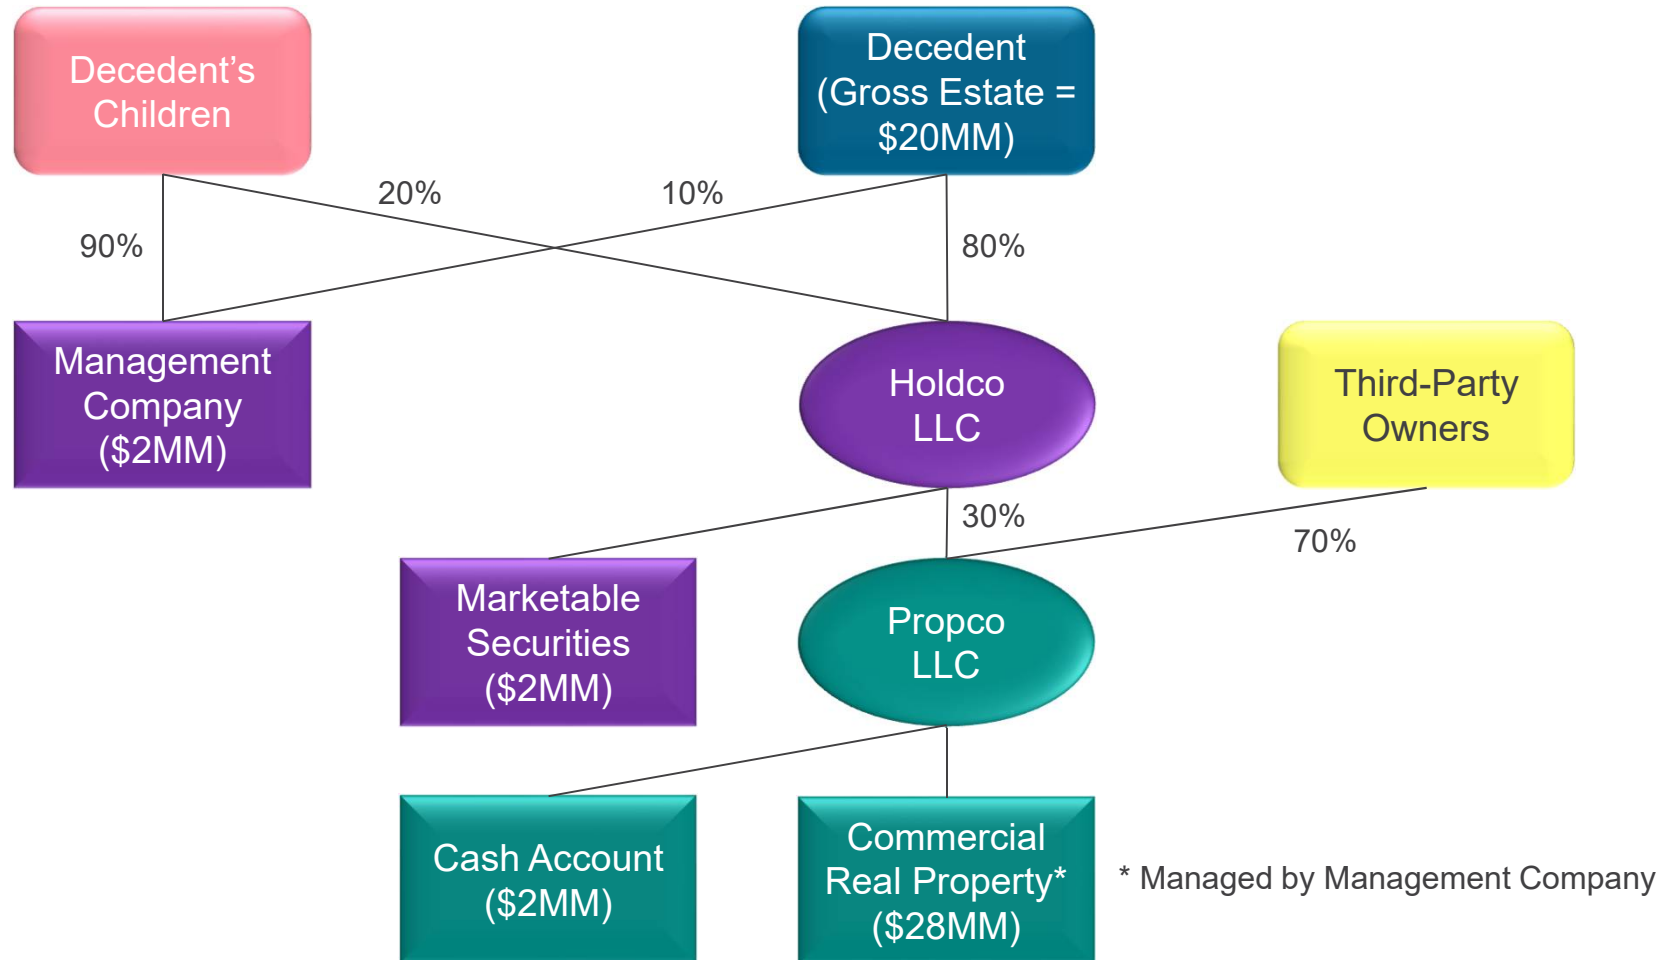 Decedent’s
Children
Decedent
(Gross Estate =
$20MM)
20%
10%
90%
80%
Management
Company
($2MM)
Holdco
LLC
Third-Party
Owners
30%
70%
Marketable
Securities
($2MM)
Propco
LLC
Cash Account
($2MM)
Commercial
Real Property*
($28MM)
* Managed by Management Company